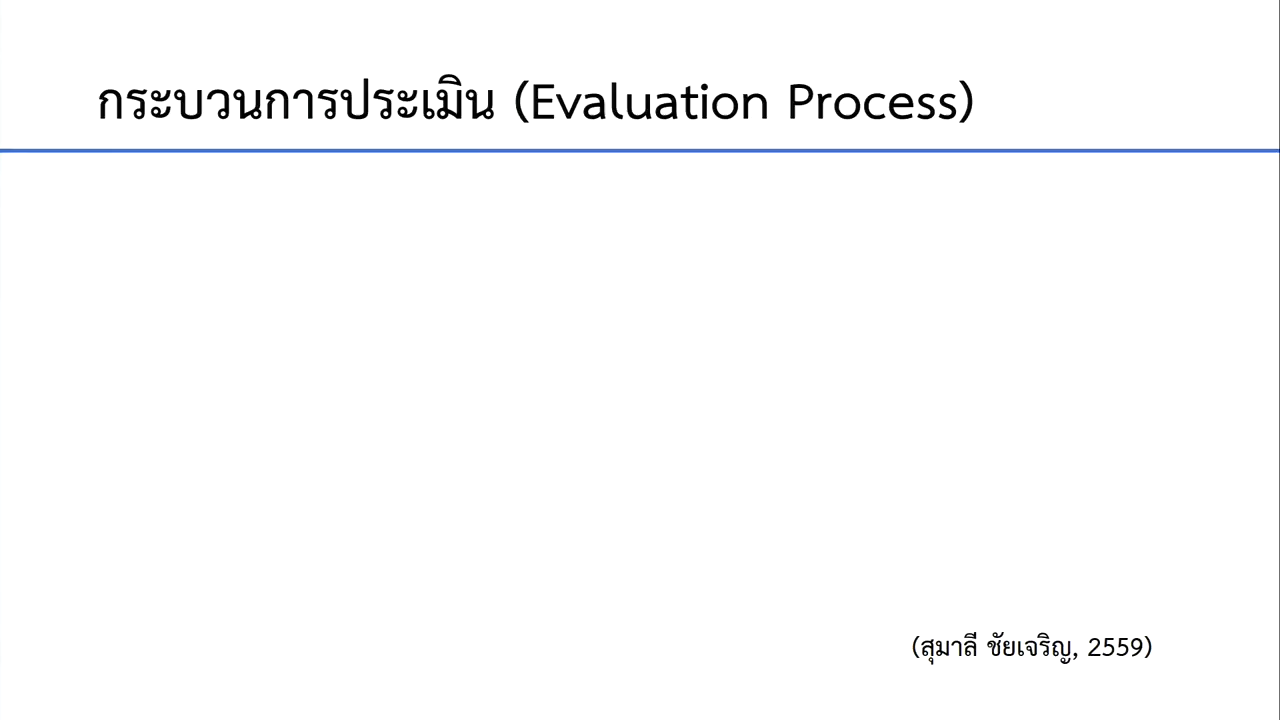 กระบวนการประเมิน (Evaluation Process)
(สุมาลี ชัยเจริญ, 2559)